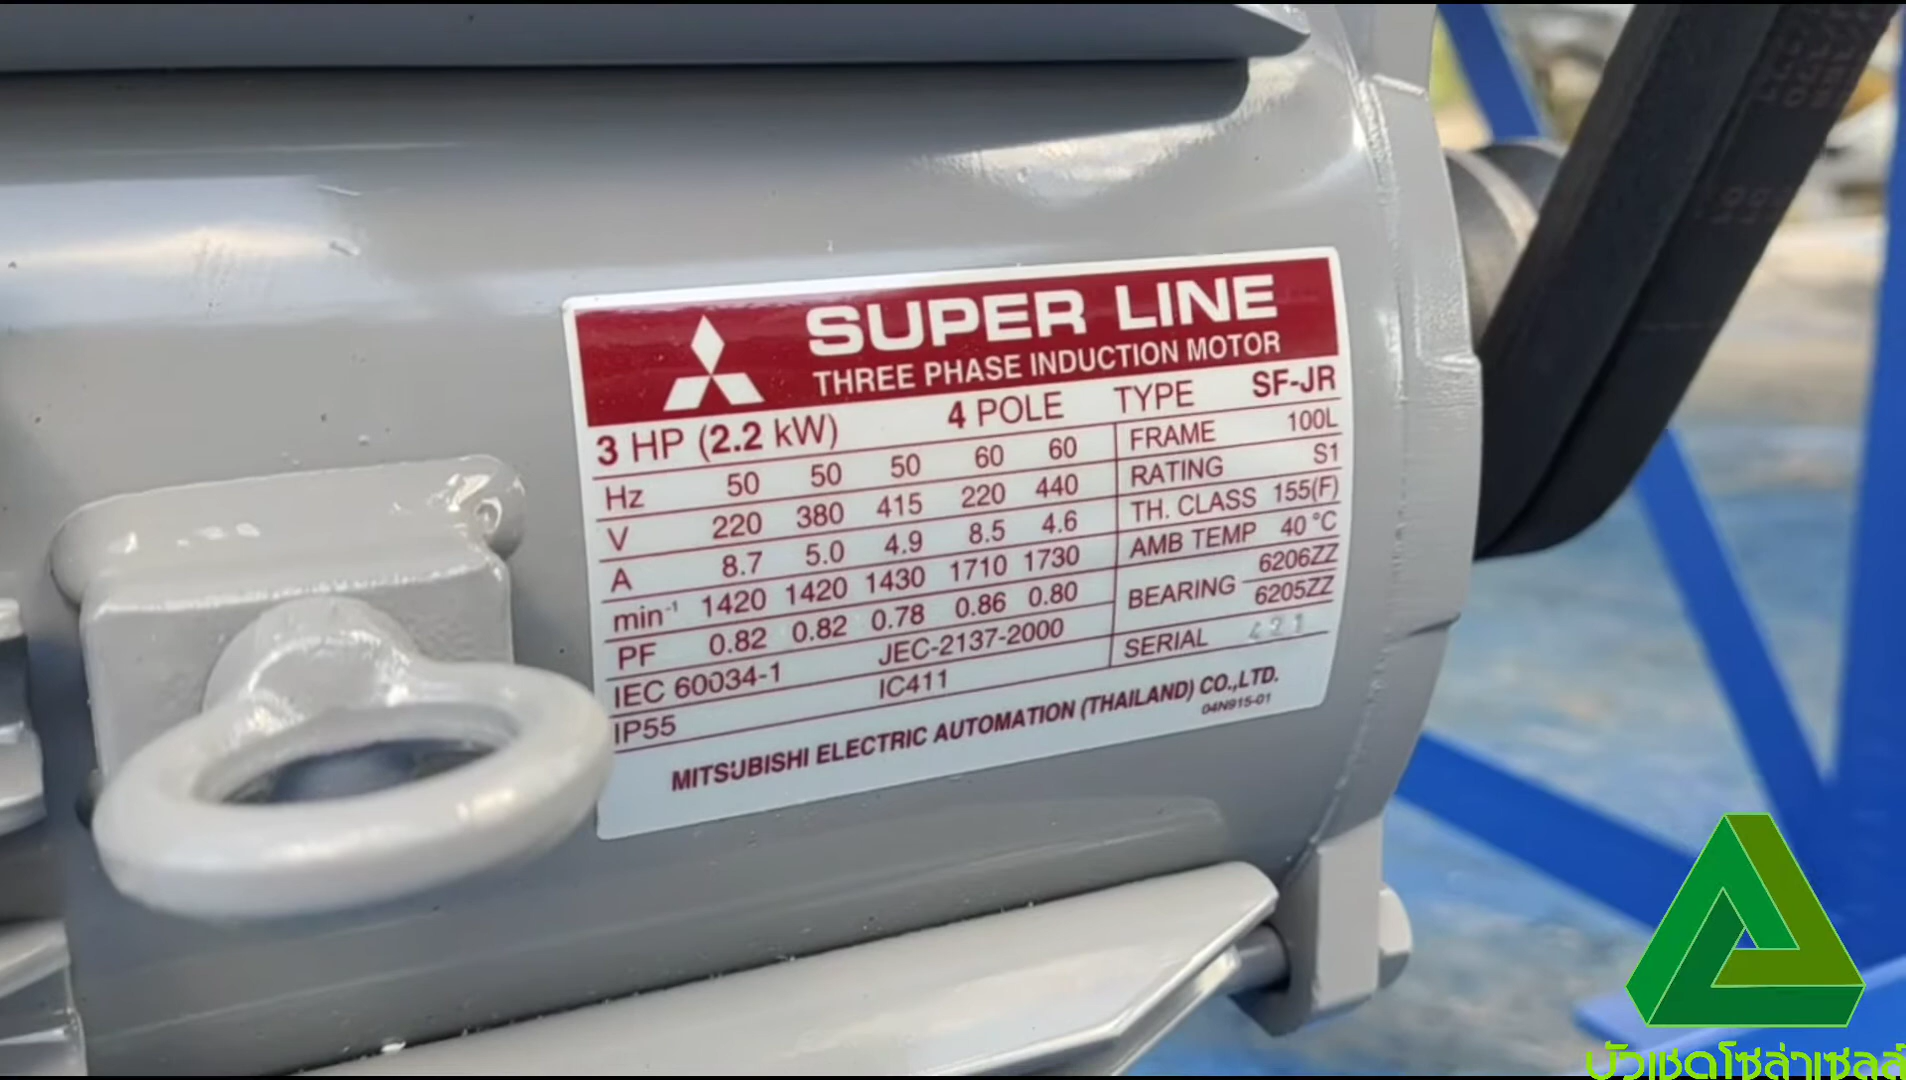 SUPER LINE
THREE PHASE INDUCTION MOTOR
3 HP (2.2 kW) 4 POLE TYPE SF-JR
Hz 50 50 50 60 60 FRAME 100L
V 220 380 415 220 440 RATING S1
A 8.7 5.0 4.9 8.5 4.6 TH. CLASS 155(F)
min-¹ 1420 1420 1430 1710 1730 AMB TEMP 40 °C
PF 0.82 0.82 0.78 0.86 0.80 BEARING 6206ZZ 6205ZZ
IEC 60034-1 JEC-2137-2000 SERIAL 421
IP55 IC411
MITSUBISHI ELECTRIC AUTOMATION (THAILAND) CO.,LTD.
04N915-01
บัวเชดโซล่าเซลล์